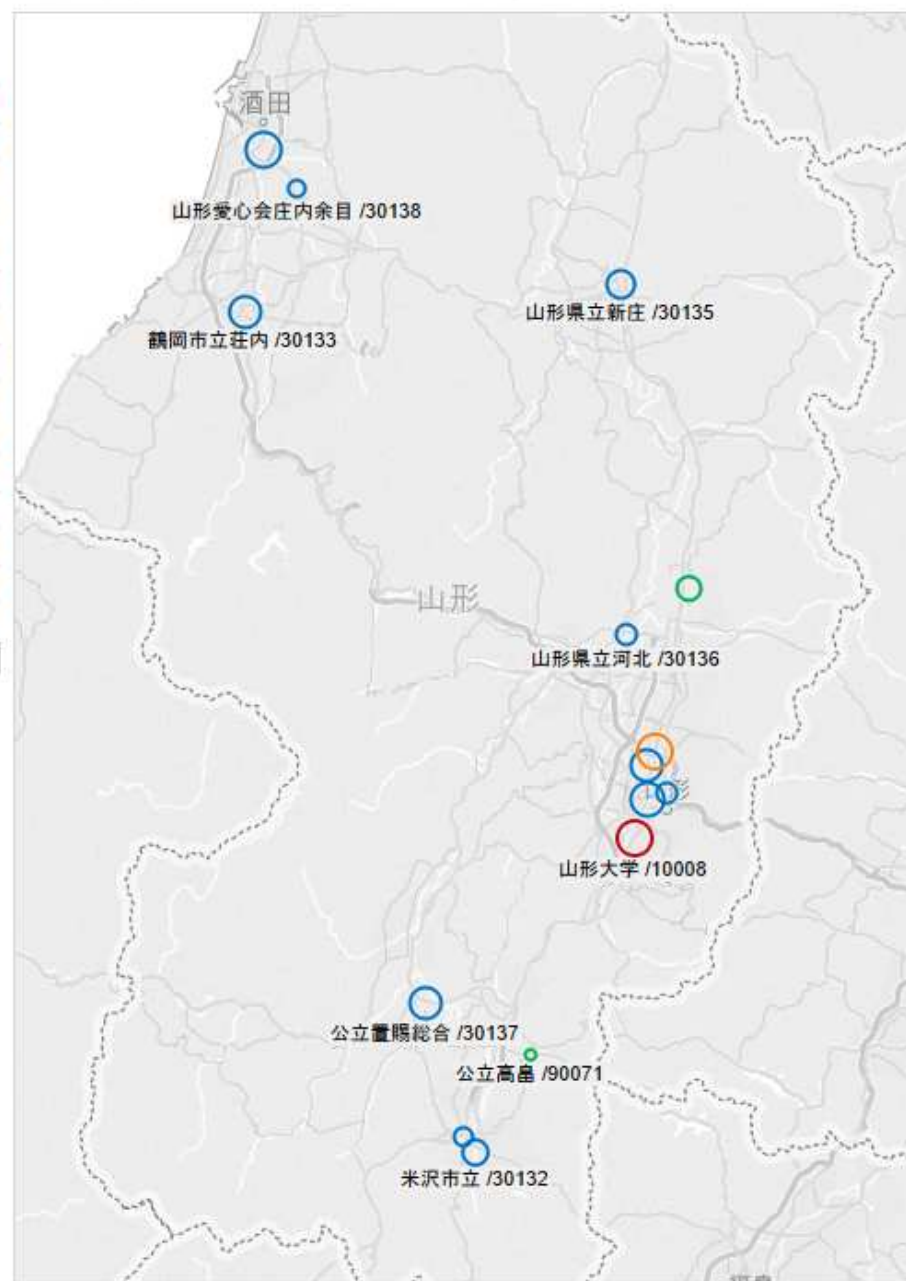 酒田
山形愛心会庄内余目 /30138
山形県立新庄 /30135
鶴岡市立荘内 /30133
山形
山形県立河北 /30136
山形大学 /10008
公立置賜総合 /30137
公立高畠 /90071
米沢市立 /30132